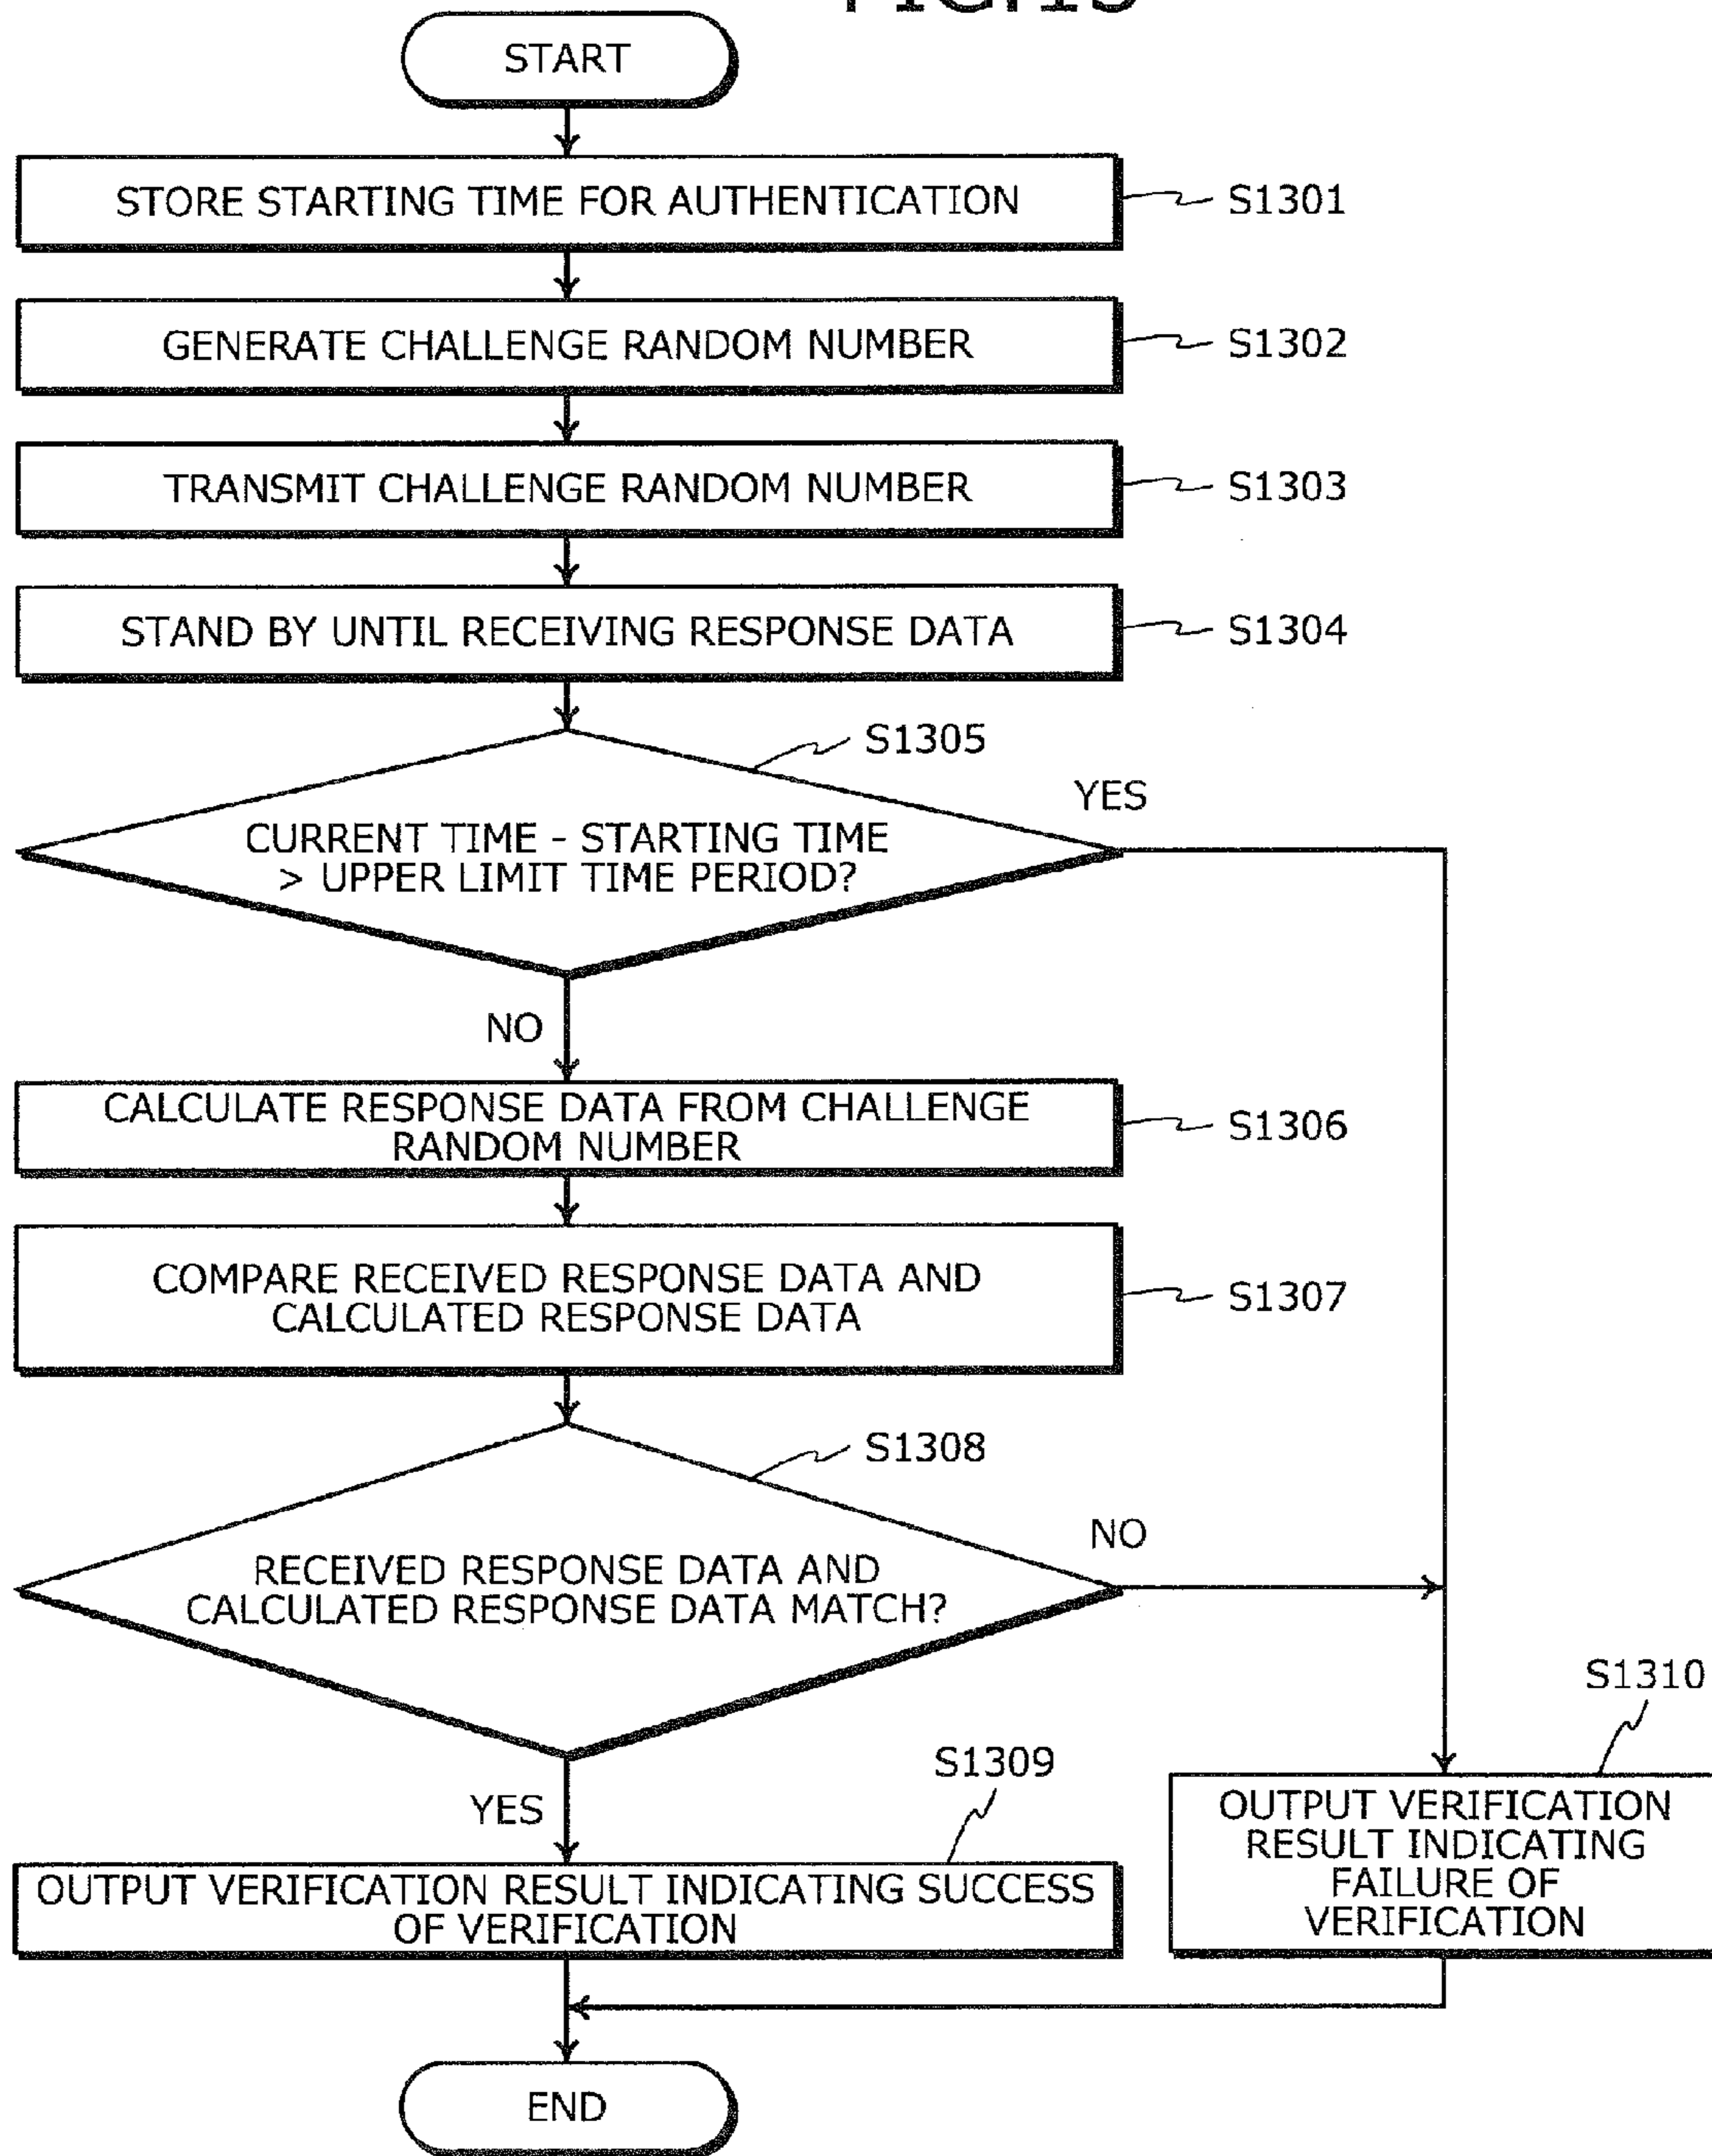 START
STORE STARTING TIME FOR AUTHENTICATION
S1301
GENERATE CHALLENGE RANDOM NUMBER
S1302
TRANSMIT CHALLENGE RANDOM NUMBER
S1303
STAND BY UNTIL RECEIVING RESPONSE DATA
S1304
S1305
YES
CURRENT TIME - STARTING TIME
> UPPER LIMIT TIME PERIOD?
NO
CALCULATE RESPONSE DATA FROM CHALLENGE
RANDOM NUMBER
S1306
COMPARE RECEIVED RESPONSE DATA AND
CALCULATED RESPONSE DATA
S1307
S1308
NO
RECEIVED RESPONSE DATA AND
CALCULATED RESPONSE DATA MATCH?
S1310
S1309
YES
OUTPUT VERIFICATION
RESULT INDICATING
FAILURE OF
VERIFICATION
OUTPUT VERIFICATION RESULT INDICATING SUCCESS
OF VERIFICATION
END